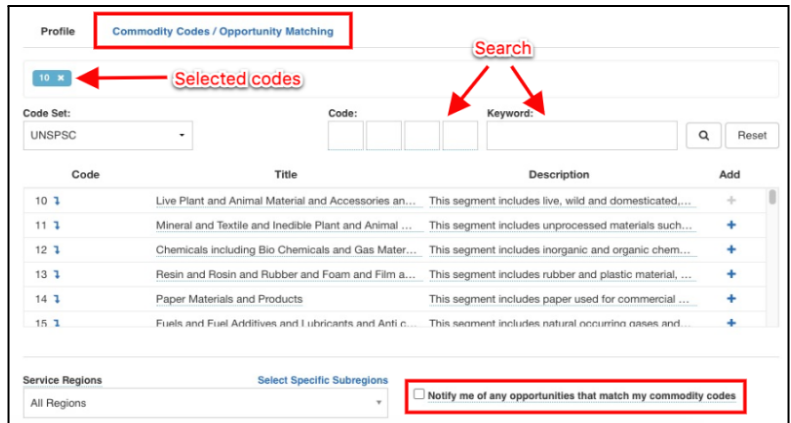 Profile Commodity Codes / Opportunity Matching
Search
10 × Selected codes
Code Set: Code: Keyword:
UNSPSC Reset
Code Title Description Add
10 Live Plant and Animal Material and Accessories an... This segment includes live, wild and domesticated,... +
11 Mineral and Textile and Inedible Plant and Animal ... This segment includes unprocessed materials such... +
12 Chemicals including Bio Chemicals and Gas Mater... This segment includes inorganic and organic chem... +
13 Resin and Rosin and Rubber and Foam and Film a... This segment includes rubber and plastic material, ... +
14 Paper Materials and Products This segment includes paper used for commercial ... +
15 Fuels and Fuel Additives and Lubricants and Anti c... This segment includes natural occurring gases and... +
Service Regions Select Specific Subregions
All Regions Notify me of any opportunities that match my commodity codes